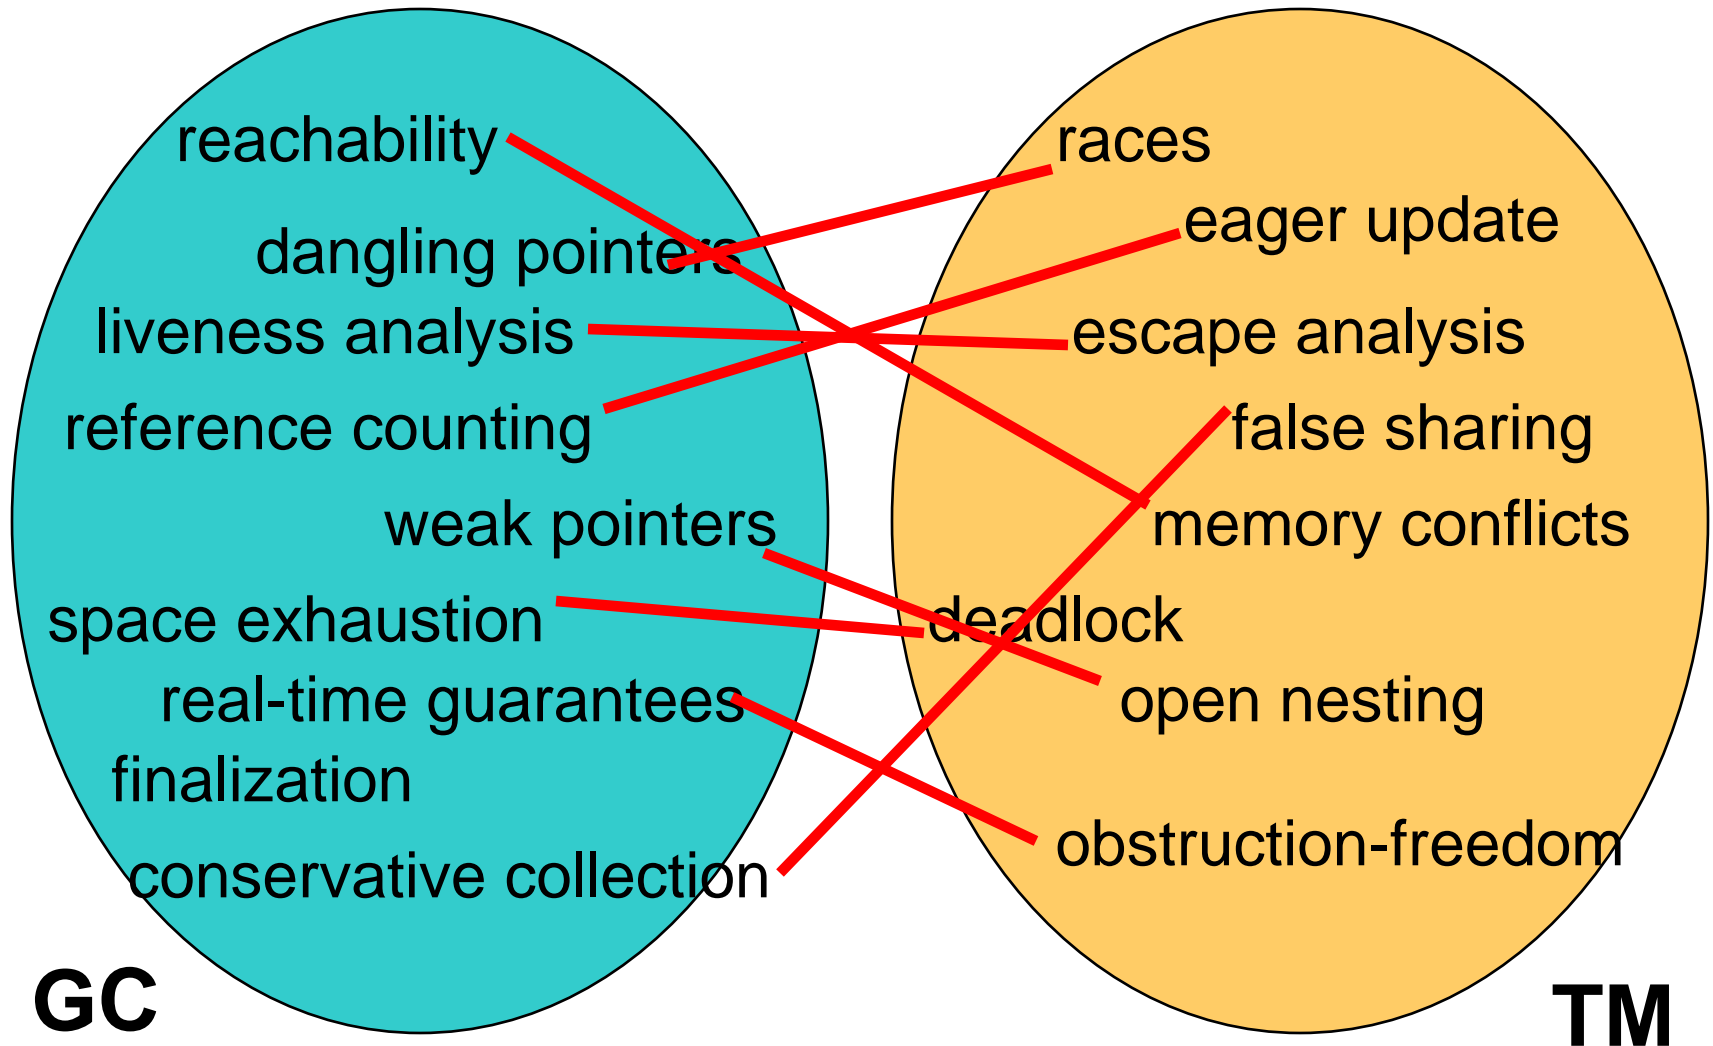 reachability
dangling pointers
liveness analysis
reference counting
weak pointers
space exhaustion
real-time guarantees
finalization
conservative collection
GC
races
eager update
escape analysis
false sharing
memory conflicts
deadlock
open nesting
obstruction-freedom
TM